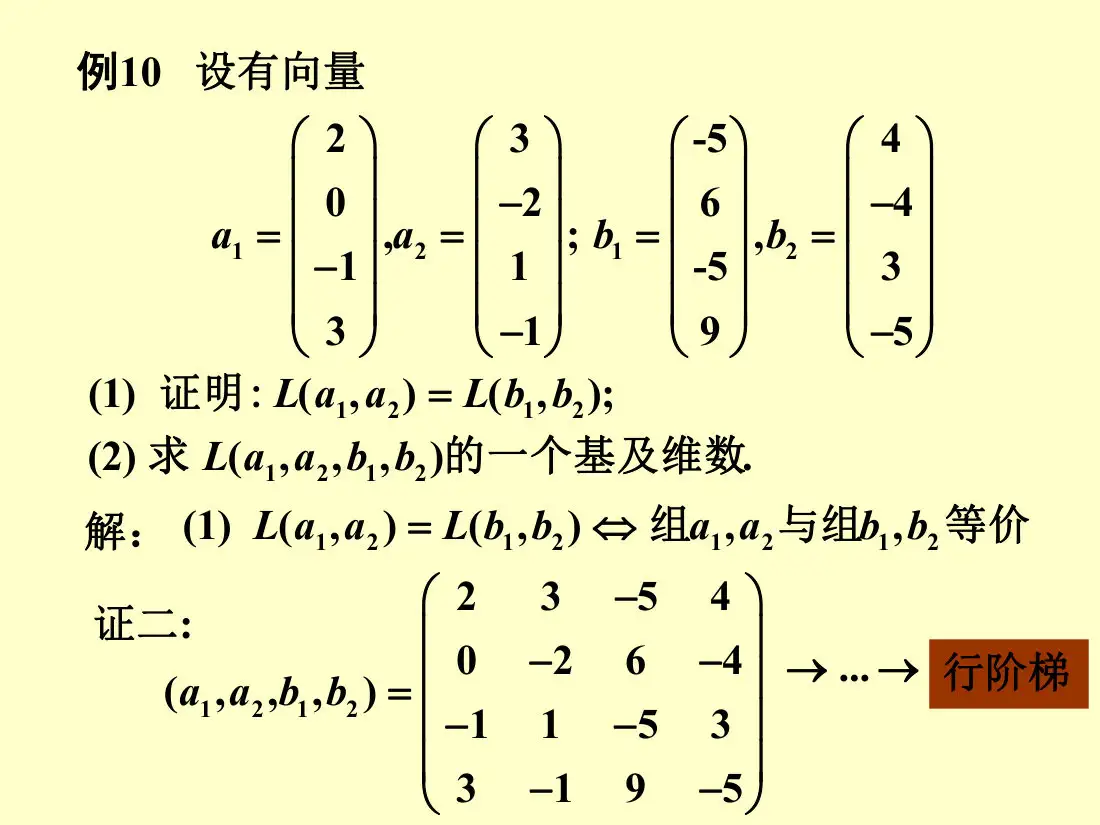 例10 设有向量
a₁ = (2 0 −1 3), a₂ = (3 −2 1 −1); b₁ = (-5 6 -5 9), b₂ = (4 −4 3 −5)
(1) 证明: L(a₁,a₂) = L(b₁,b₂);
(2) 求 L(a₁,a₂,b₁,b₂)的一个基及维数.
解: (1) L(a₁,a₂) = L(b₁,b₂) ⇔ 组a₁,a₂与组b₁,b₂等价
证二:
(a₁,a₂,b₁,b₂) =
2 3 −5 4
0 −2 6 −4
−1 1 −5 3
3 −1 9 −5
→ ... → 行阶梯